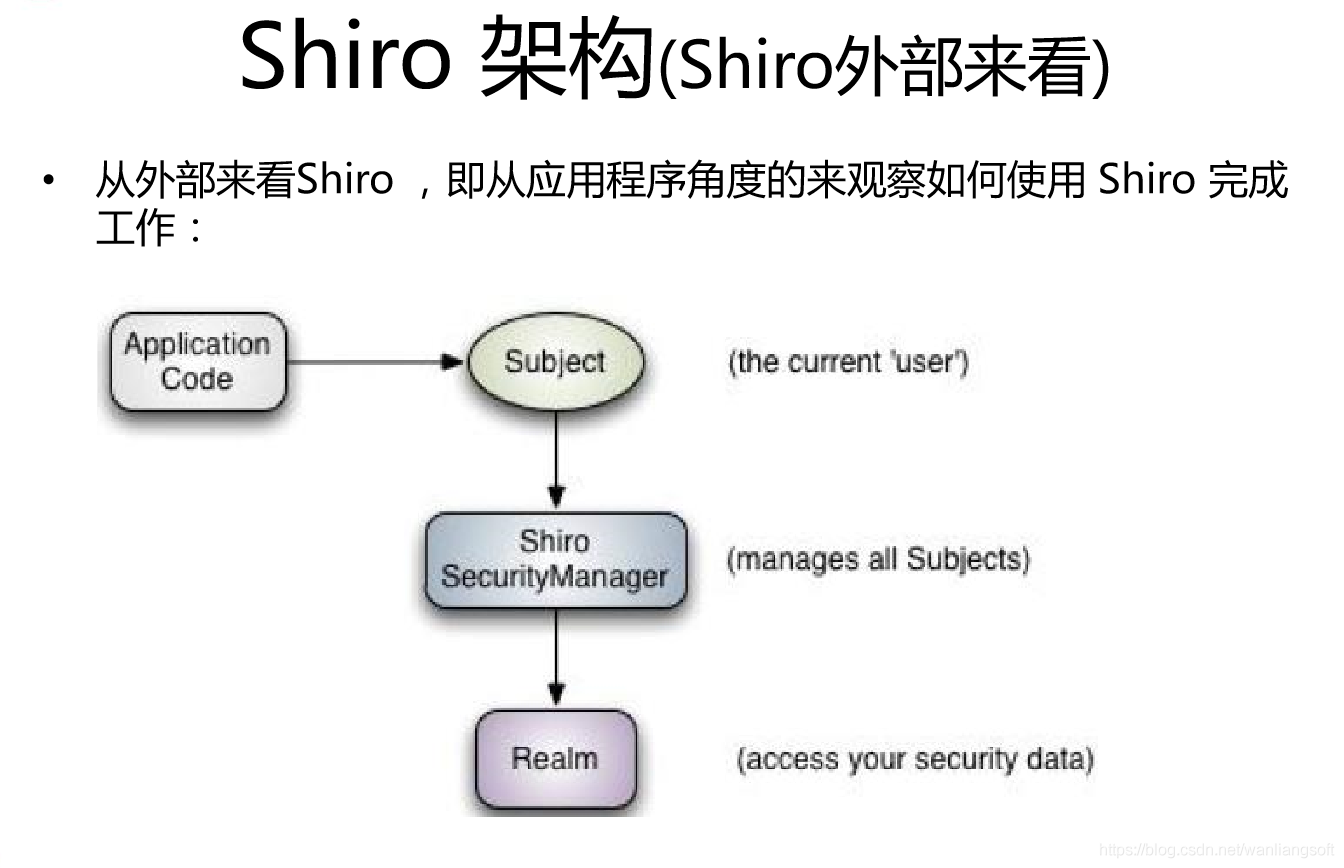 Shiro 架构(Shiro外部来看)
• 从外部来看Shiro ，即从应用程序角度的来观察如何使用 Shiro 完成
工作：
Application
Code
Subject
(the current 'user')
Shiro
SecurityManager
(manages all Subjects)
Realm
(access your security data)
https://blog.csdn.net/wanliangsoft